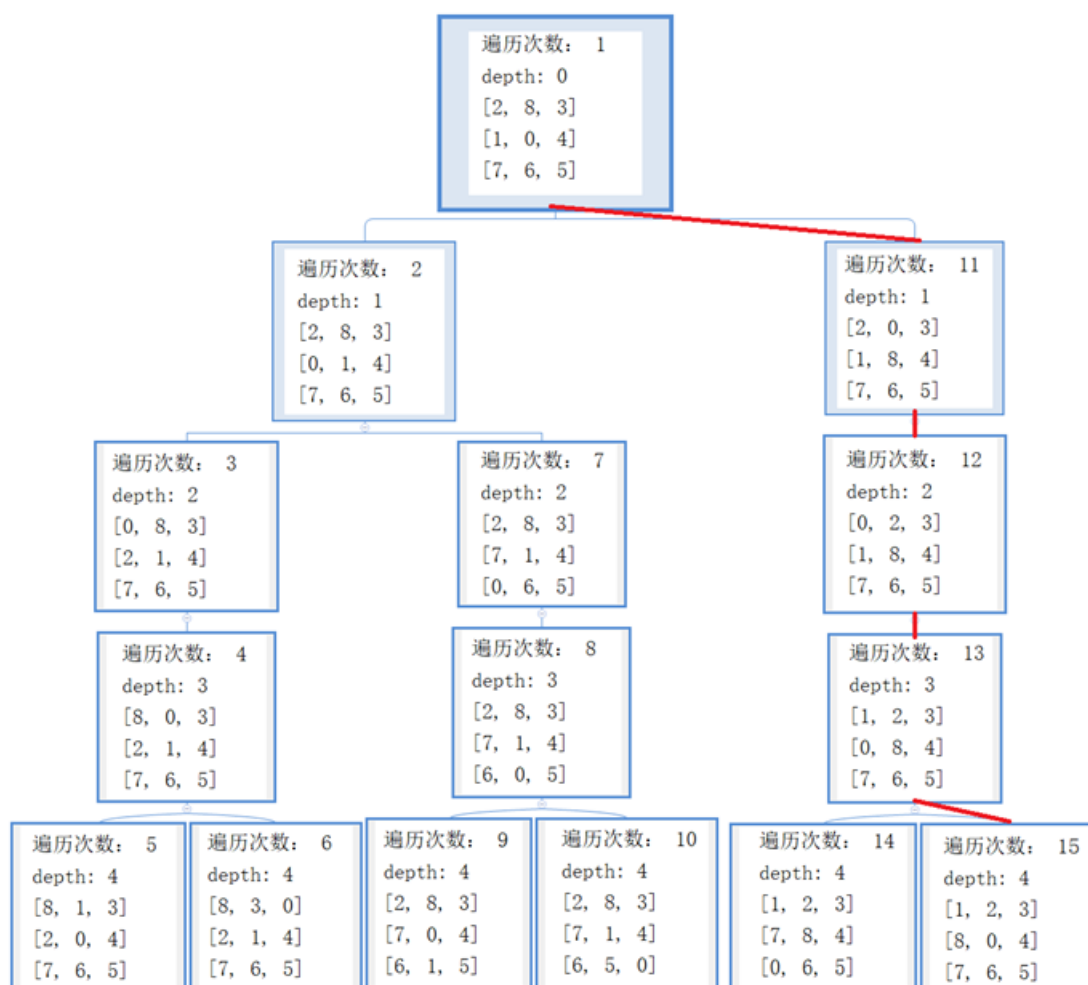 遍历次数： 1
depth: 0
[2, 8, 3]
[1, 0, 4]
[7, 6, 5]
遍历次数： 2
depth: 1
[2, 8, 3]
[0, 1, 4]
[7, 6, 5]
遍历次数： 11
depth: 1
[2, 0, 3]
[1, 8, 4]
[7, 6, 5]
遍历次数： 3
depth: 2
[0, 8, 3]
[2, 1, 4]
[7, 6, 5]
遍历次数： 7
depth: 2
[2, 8, 3]
[7, 1, 4]
[0, 6, 5]
遍历次数： 12
depth: 2
[0, 2, 3]
[1, 8, 4]
[7, 6, 5]
遍历次数： 4
depth: 3
[8, 0, 3]
[2, 1, 4]
[7, 6, 5]
遍历次数： 8
depth: 3
[2, 8, 3]
[7, 1, 4]
[6, 0, 5]
遍历次数： 13
depth: 3
[1, 2, 3]
[0, 8, 4]
[7, 6, 5]
遍历次数： 5
depth: 4
[8, 1, 3]
[2, 0, 4]
[7, 6, 5]
遍历次数： 6
depth: 4
[8, 3, 0]
[2, 1, 4]
[7, 6, 5]
遍历次数： 9
depth: 4
[2, 8, 3]
[7, 0, 4]
[6, 1, 5]
遍历次数： 10
depth: 4
[2, 8, 3]
[7, 1, 4]
[6, 5, 0]
遍历次数： 14
depth: 4
[1, 2, 3]
[7, 8, 4]
[0, 6, 5]
遍历次数： 15
depth: 4
[1, 2, 3]
[8, 0, 4]
[7, 6, 5]